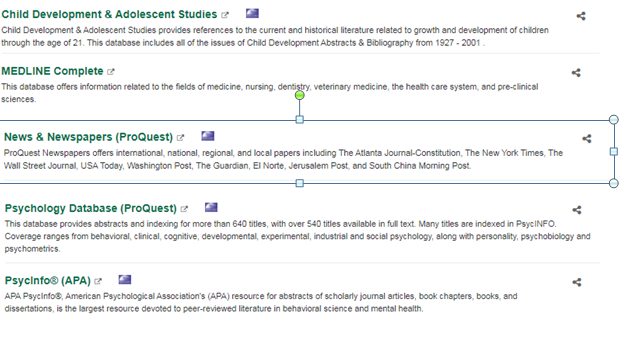 Child Development & Adolescent Studies
Child Development & Adolescent Studies provides references to the current and historical literature related to growth and development of children
through the age of 21. This database includes all of the issues of Child Development Abstracts & Bibliography from 1927 - 2001 .
MEDLINE Complete
This database offers information related to the fields of medicine, nursing, dentistry, veterinary medicine, the health care system, and pre-clinical
sciences.
News & Newspapers (ProQuest)
ProQuest Newspapers offers international, national, regional, and local papers including The Atlanta Journal-Constitution, The New York Times, The
Wall Street Journal, USA Today, Washington Post, The Guardian, El Norte, Jerusalem Post, and South China Morning Post.
Psychology Database (ProQuest)
This database provides abstracts and indexing for more than 640 titles, with over 540 titles available in full text. Many titles are indexed in PsycINFO.
Coverage ranges from behavioral, clinical, cognitive, developmental, experimental, industrial and social psychology, along with personality, psychobiology and
psychometrics.
PsycInfo® (APA)
APA PsycInfo®, American Psychological Association's (APA) resource for abstracts of scholarly journal articles, book chapters, books, and
dissertations, is the largest resource devoted to peer-reviewed literature in behavioral science and mental health.